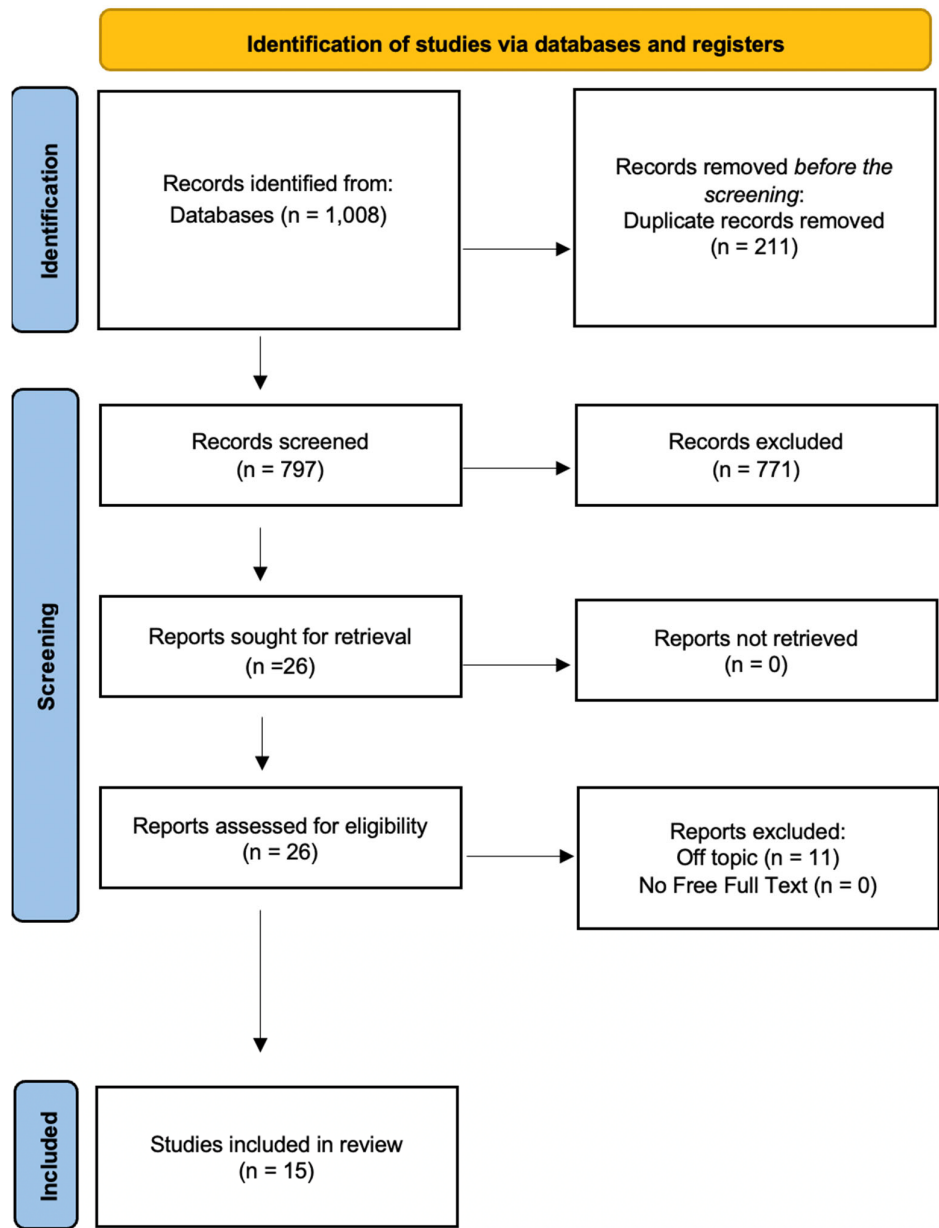 Identification of studies via databases and registers
Identification
Records identified from:
Databases (n = 1,008)
Records removed before the
screening:
Duplicate records removed
(n = 211)
Screening
Records screened
(n = 797)
Records excluded
(n = 771)
Reports sought for retrieval
(n =26)
Reports not retrieved
(n = 0)
Reports assessed for eligibility
(n = 26)
Reports excluded:
Off topic (n = 11)
No Free Full Text (n = 0)
Included
Studies included in review
(n = 15)